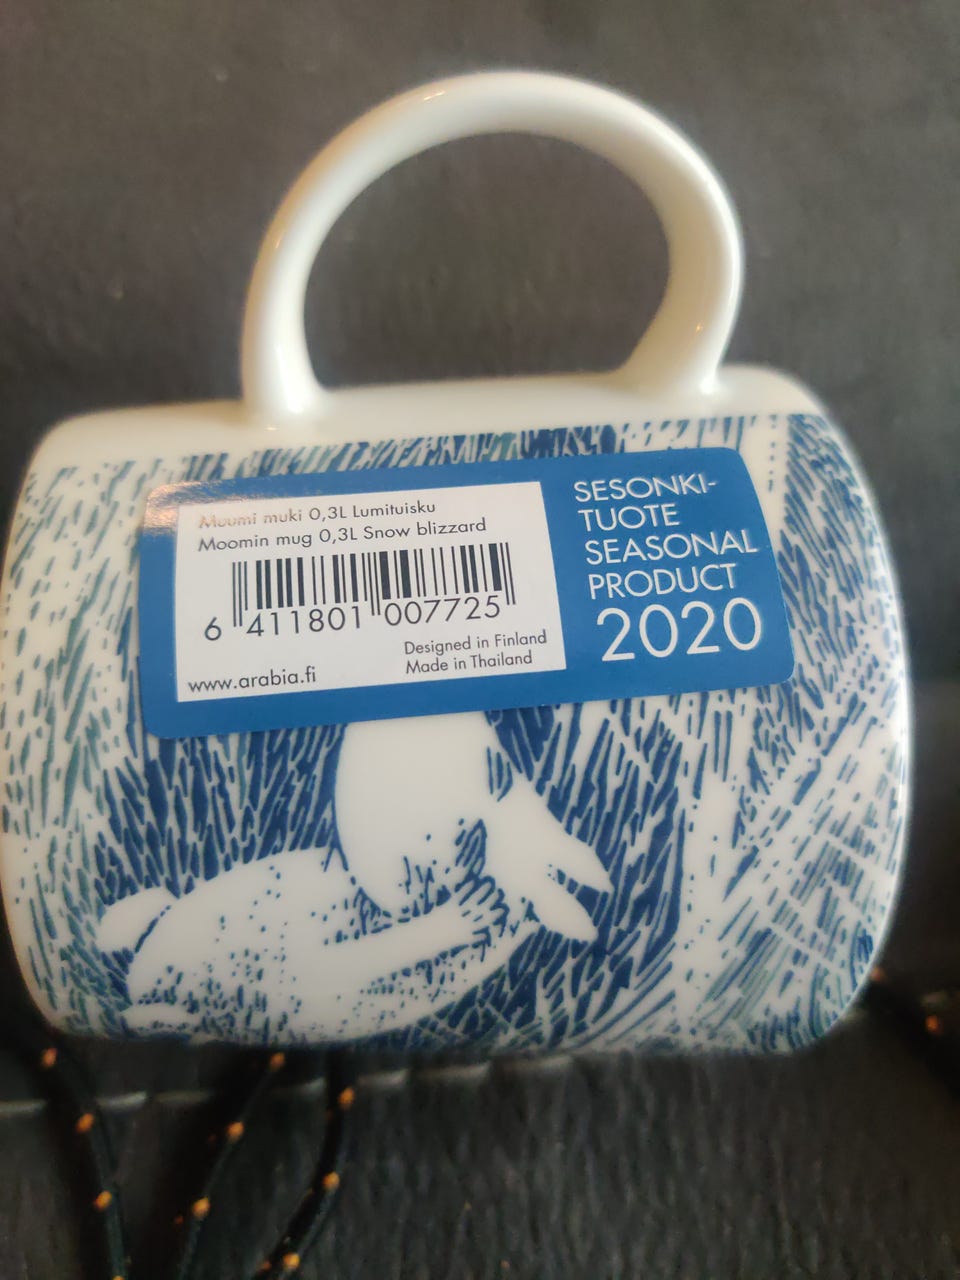 Muumi muki 0,3L Lumituisku
Moomin mug 0,3L Snow blizzard
6 411801 007725
Designed in Finland
Made in Thailand
www.arabia.fi
SESONKI-
TUOTE
SEASONAL
PRODUCT
2020